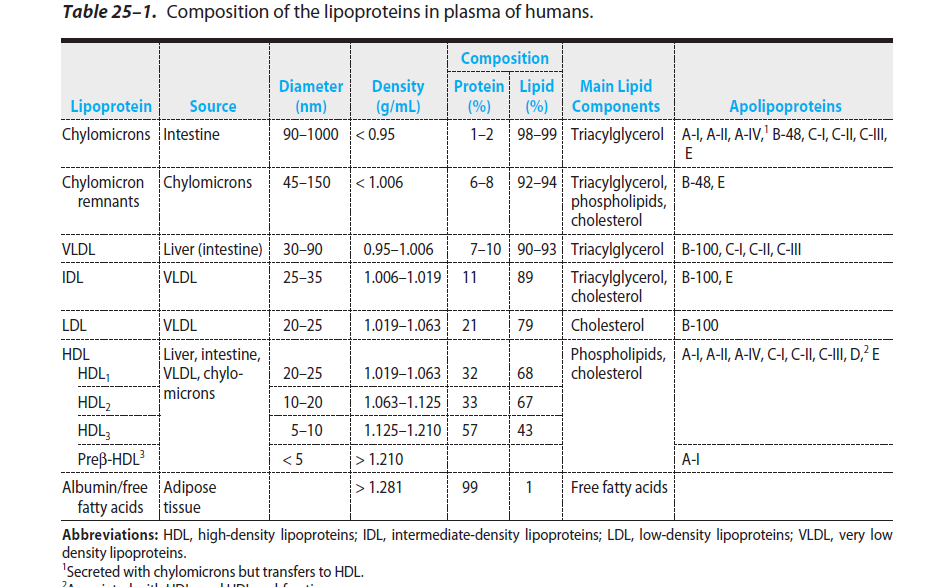 Table 25–1. Composition of the lipoproteins in plasma of humans.
Composition
Lipoprotein Source Diameter (nm) Density (g/mL) Protein (%) Lipid (%) Main Lipid Components Apolipoproteins
Chylomicrons Intestine 90–1000 < 0.95 1–2 98–99 Triacylglycerol A-I, A-II, A-IV,¹ B-48, C-I, C-II, C-III,
E
Chylomicron Chylomicrons 45–150 < 1.006 6–8 92–94 Triacylglycerol, B-48, E
remnants phospholipids,
cholesterol
VLDL Liver (intestine) 30–90 0.95–1.006 7–10 90–93 Triacylglycerol B-100, C-I, C-II, C-III
IDL VLDL 25–35 1.006–1.019 11 89 Triacylglycerol, B-100, E
cholesterol
LDL VLDL 20–25 1.019–1.063 21 79 Cholesterol B-100
HDL Liver, intestine, Phospholipids, A-I, A-II, A-IV, C-I, C-II, C-III, D,² E
HDL₁ VLDL, chylo- 20–25 1.019–1.063 32 68 cholesterol
microns
HDL₂ 10–20 1.063–1.125 33 67
HDL₃ 5–10 1.125–1.210 57 43
Preβ-HDL³ < 5 > 1.210 A-I
Albumin/free Adipose > 1.281 99 1 Free fatty acids
fatty acids tissue
Abbreviations: HDL, high-density lipoproteins; IDL, intermediate-density lipoproteins; LDL, low-density lipoproteins; VLDL, very low
density lipoproteins.
¹Secreted with chylomicrons but transfers to HDL.